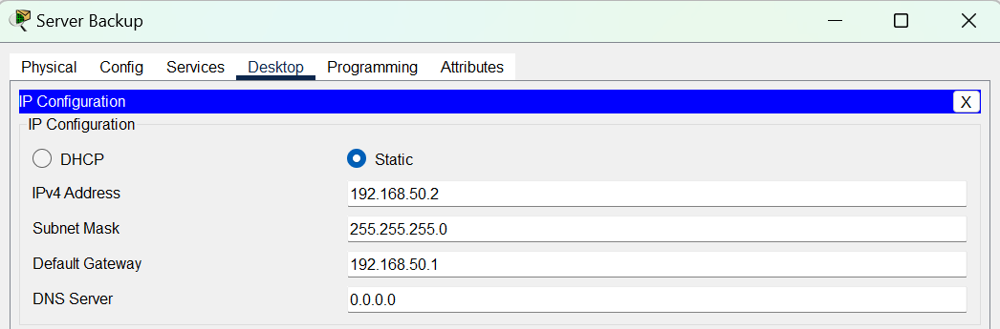 Server Backup
Physical Config Services Desktop Programming Attributes
IP Configuration X
IP Configuration
DHCP Static
IPv4 Address 192.168.50.2
Subnet Mask 255.255.255.0
Default Gateway 192.168.50.1
DNS Server 0.0.0.0